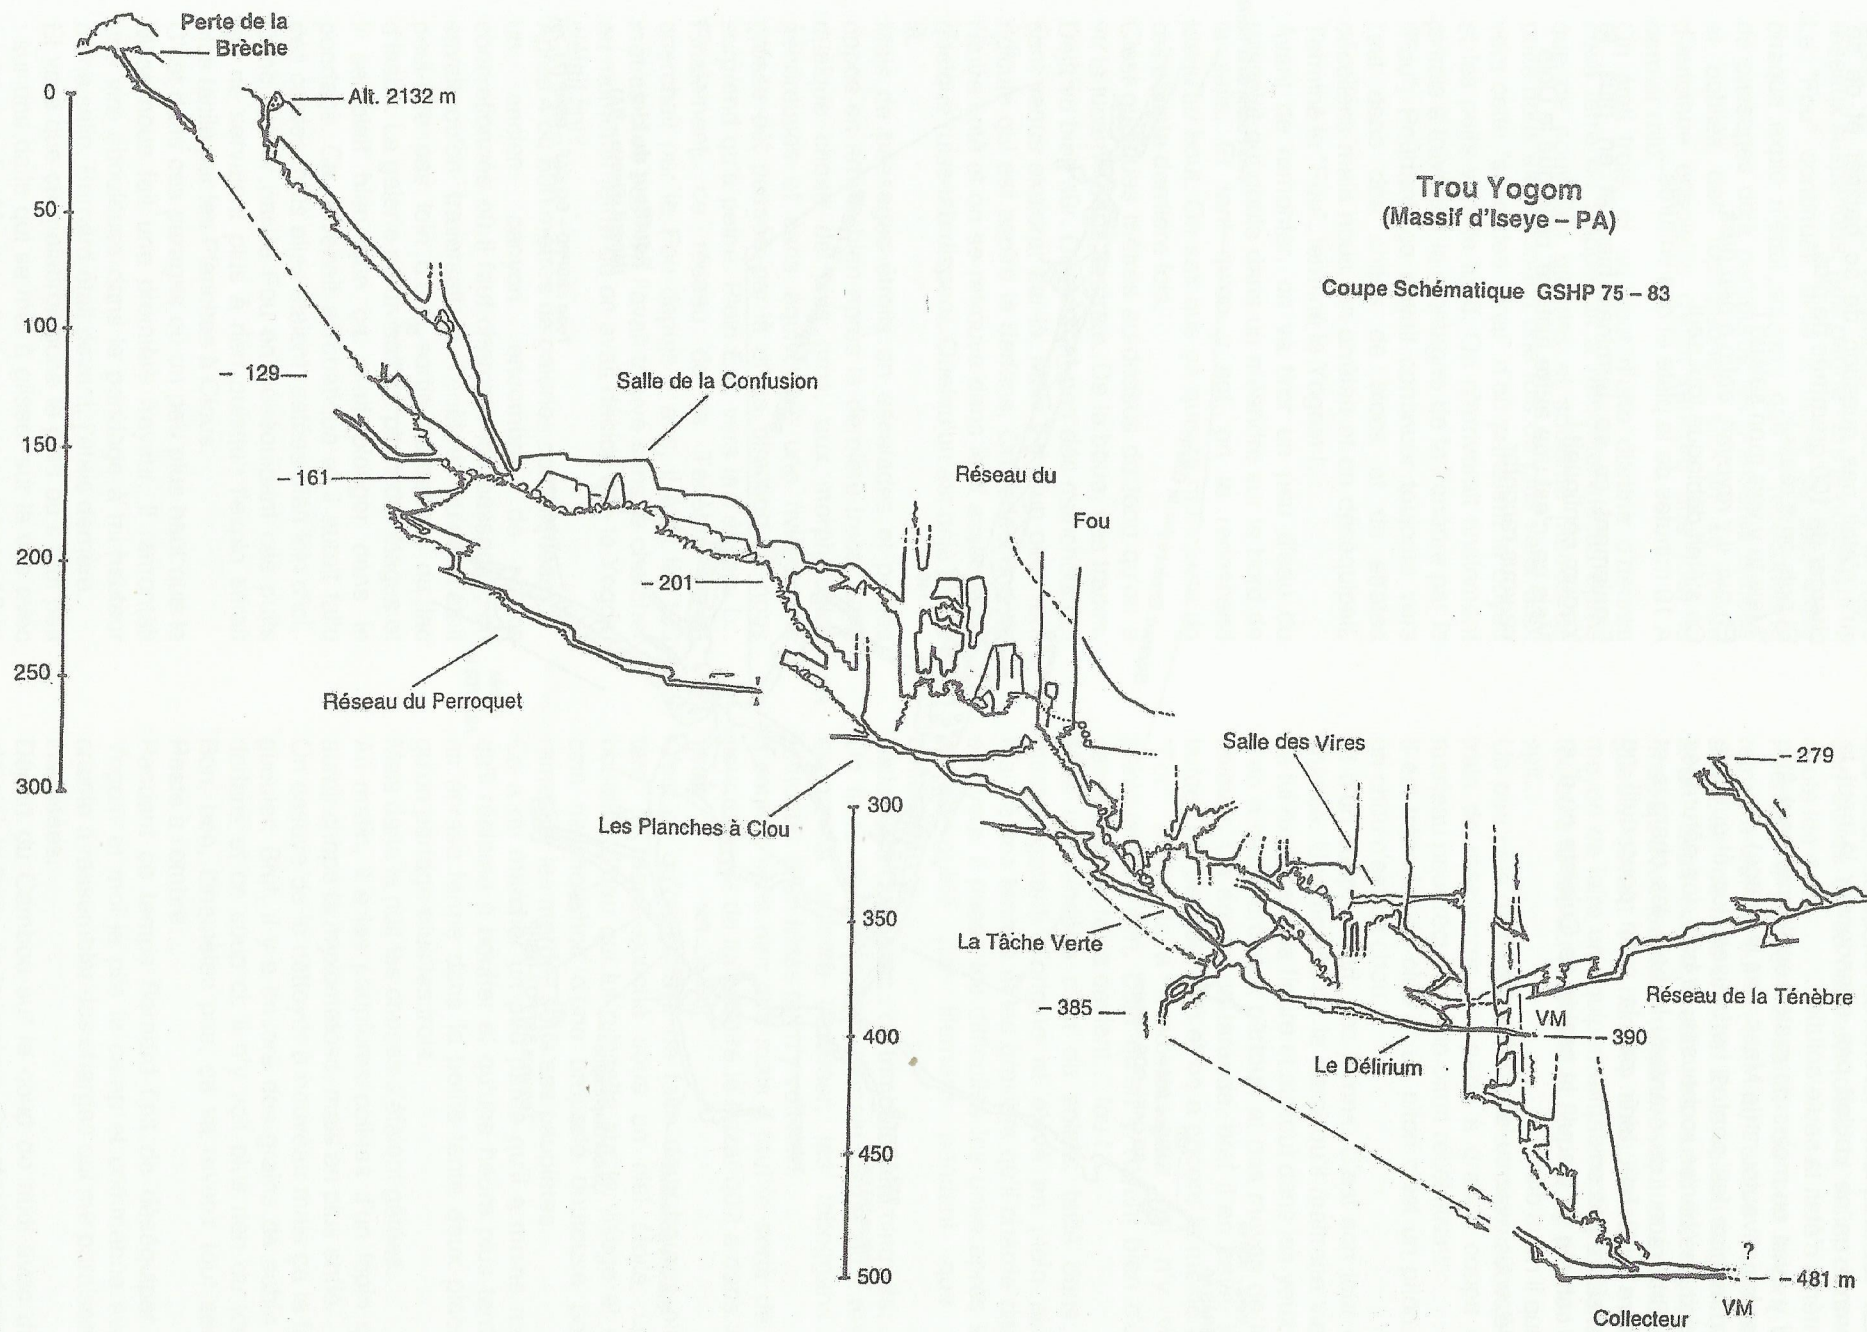 Perte de la
Brèche
0
Alt. 2132 m
Trou Yogom
(Massif d'Iseye – PA)
50
Coupe Schématique GSHP 75 – 83
100
– 129
Salle de la Confusion
150
– 161
Réseau du
Fou
200
– 201
250
Réseau du Perroquet
Salle des Vires
– 279
300
Les Planches à Clou
300
350
La Tâche Verte
– 385
Réseau de la Ténèbre
VM
400
– 390
Le Délirium
450
?
500
– 481 m
VM
Collecteur